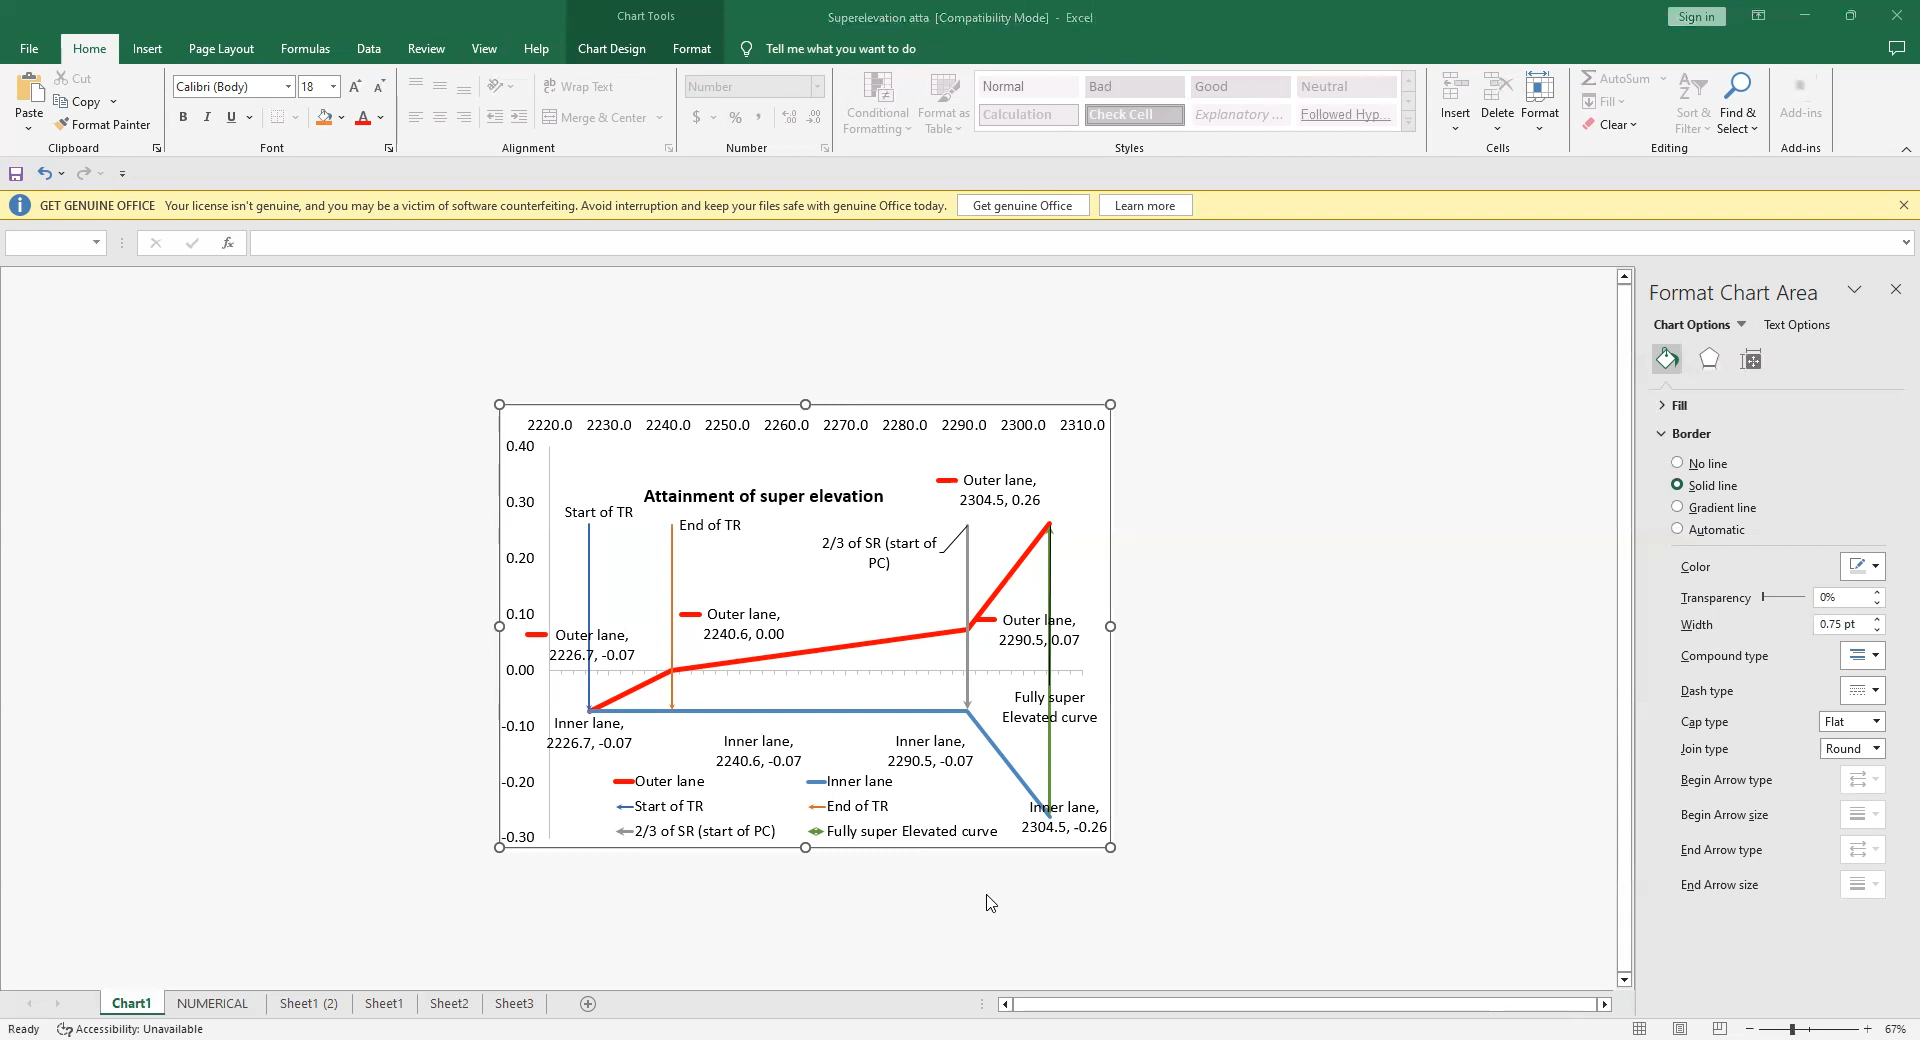 Chart Tools
Superelevation atta [Compatibility Mode] - Excel
Sign in
File Home Insert Page Layout Formulas Data Review View Help Chart Design Format Tell me what you want to do
Paste
Cut
Copy
Format Painter
Clipboard
Calibri (Body) 18
B I U
Font
Wrap Text
Merge & Center
Alignment
Number
$ %
Number
Conditional Formatting
Format as Table
Normal Bad Good Neutral
Calculation Check Cell Explanatory ... Followed Hyp...
Styles
Insert Delete Format
Cells
AutoSum
Fill
Clear
Sort & Filter
Find & Select
Editing
Add-ins
Add-ins
GET GENUINE OFFICE Your license isn't genuine, and you may be a victim of software counterfeiting. Avoid interruption and keep your files safe with genuine Office today. Get genuine Office Learn more
fx
2220.0 2230.0 2240.0 2250.0 2260.0 2270.0 2280.0 2290.0 2300.0 2310.0
0.40
0.30
0.20
0.10
0.00
-0.10
-0.20
-0.30
Attainment of super elevation
Start of TR
End of TR
2/3 of SR (start of
PC)
Outer lane,
2304.5, 0.26
Outer lane,
2240.6, 0.00
Outer lane,
2226.7, -0.07
Outer lane,
2290.5, 0.07
Fully super
Elevated curve
Inner lane,
2226.7, -0.07
Inner lane,
2240.6, -0.07
Inner lane,
2290.5, -0.07
Inner lane,
2304.5, -0.26
Outer lane Inner lane
Start of TR End of TR
2/3 of SR (start of PC) Fully super Elevated curve
Format Chart Area
Chart Options Text Options
Fill
Border
No line
Solid line
Gradient line
Automatic
Color
Transparency 0%
Width 0.75 pt
Compound type
Dash type
Cap type Flat
Join type Round
Begin Arrow type
Begin Arrow size
End Arrow type
End Arrow size
Chart1 NUMERICAL Sheet1 (2) Sheet1 Sheet2 Sheet3
Ready Accessibility: Unavailable
67%